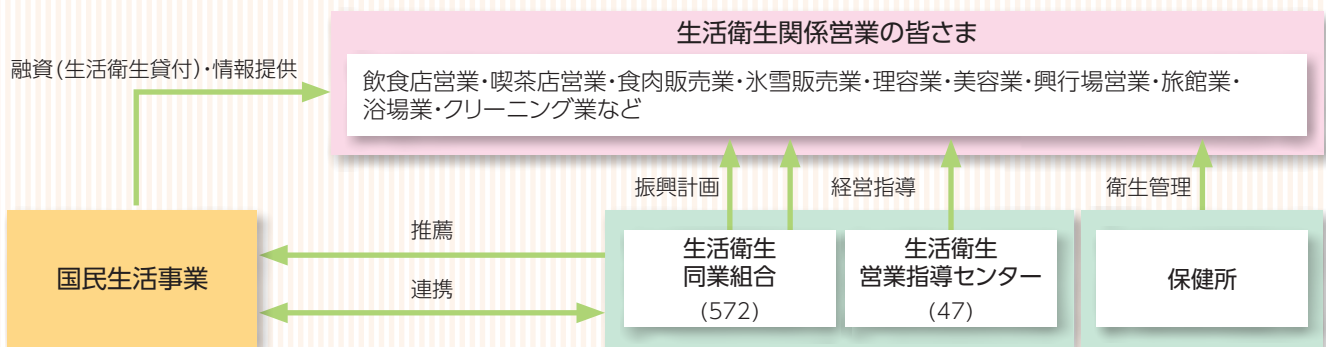 生活衛生関係営業の皆さま
融資(生活衛生貸付)・情報提供
飲食店営業・喫茶店営業・食肉販売業・氷雪販売業・理容業・美容業・興行場営業・旅館業・
浴場業・クリーニング業など
振興計画
経営指導
衛生管理
国民生活事業
推薦
連携
生活衛生
同業組合
(572)
生活衛生
営業指導センター
(47)
保健所